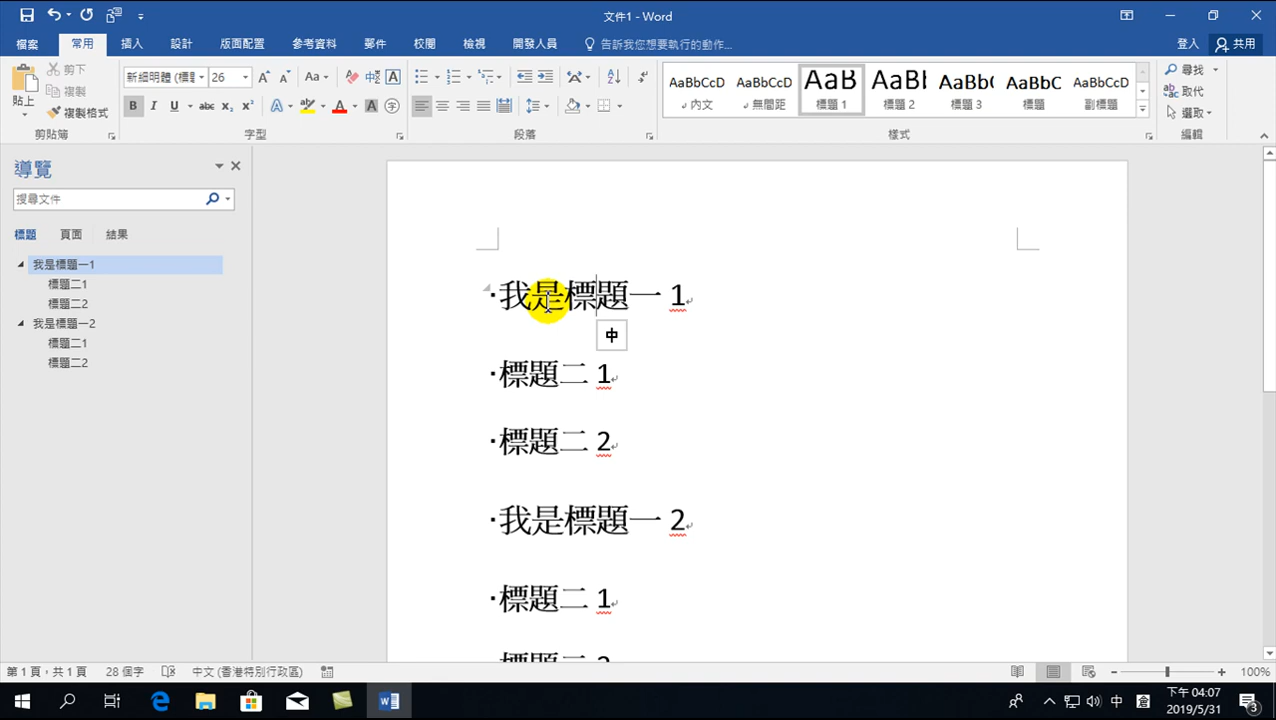 文件1 - Word
檔案 常用 插入 設計 版面配置 參考資料 郵件 校閱 檢視 開發人員 告訴我您想要執行的動作... 登入 共用
貼上 剪下 複製 複製格式
剪貼簿
新細明體 (標 26
字型
段落
AaBbCcD 內文
AaBbCcD 無間距
AaB 標題 1
AaBl 標題 2
AaBb( 標題 3
AaBbC 標題
AaBbCcD 副標題
樣式
尋找
取代
選取
編輯
導覽
搜尋文件
標題 頁面 結果
我是標題一1
標題二1
標題二2
我是標題一2
標題二1
標題二2
我是標題一 1
中
標題二 1
標題二 2
我是標題一 2
標題二 1
第 1 頁，共 1 頁 28 個字 中文 (香港特別行政區) 100%
中 倉 下午 04:07
2019/5/31
3